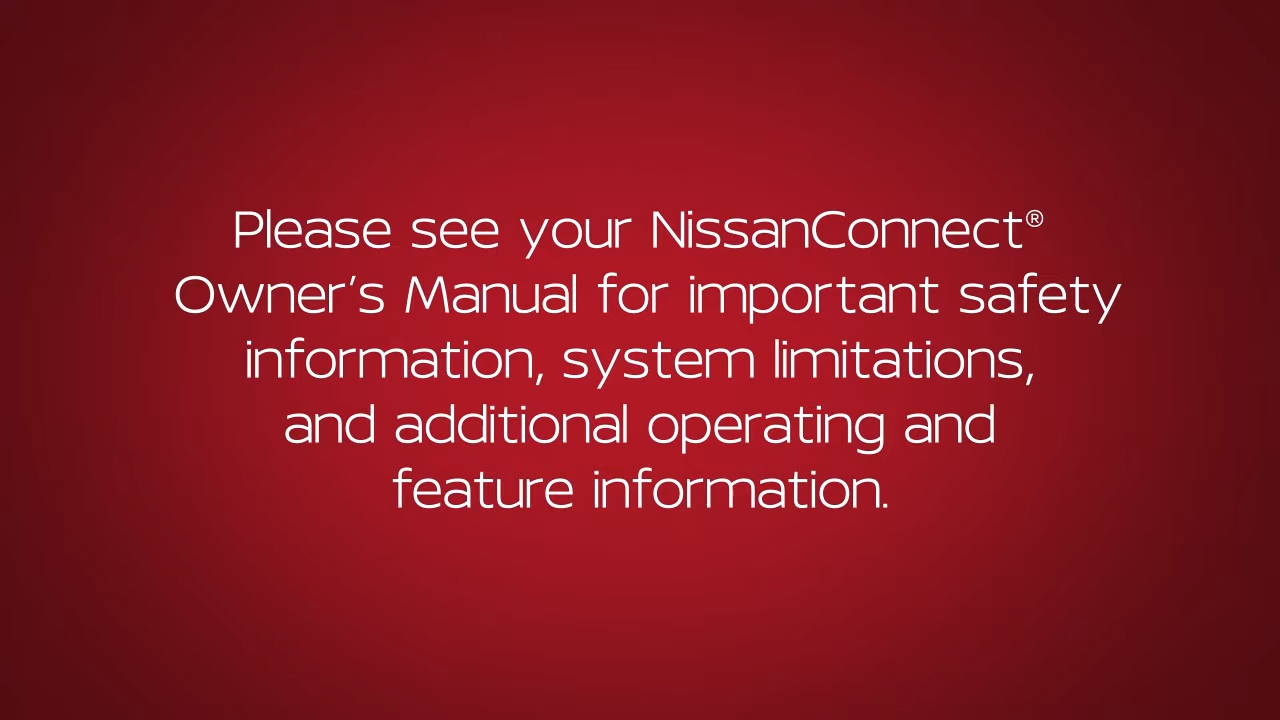 Please see your NissanConnect®
Owner’s Manual for important safety
information, system limitations,
and additional operating and
feature information.